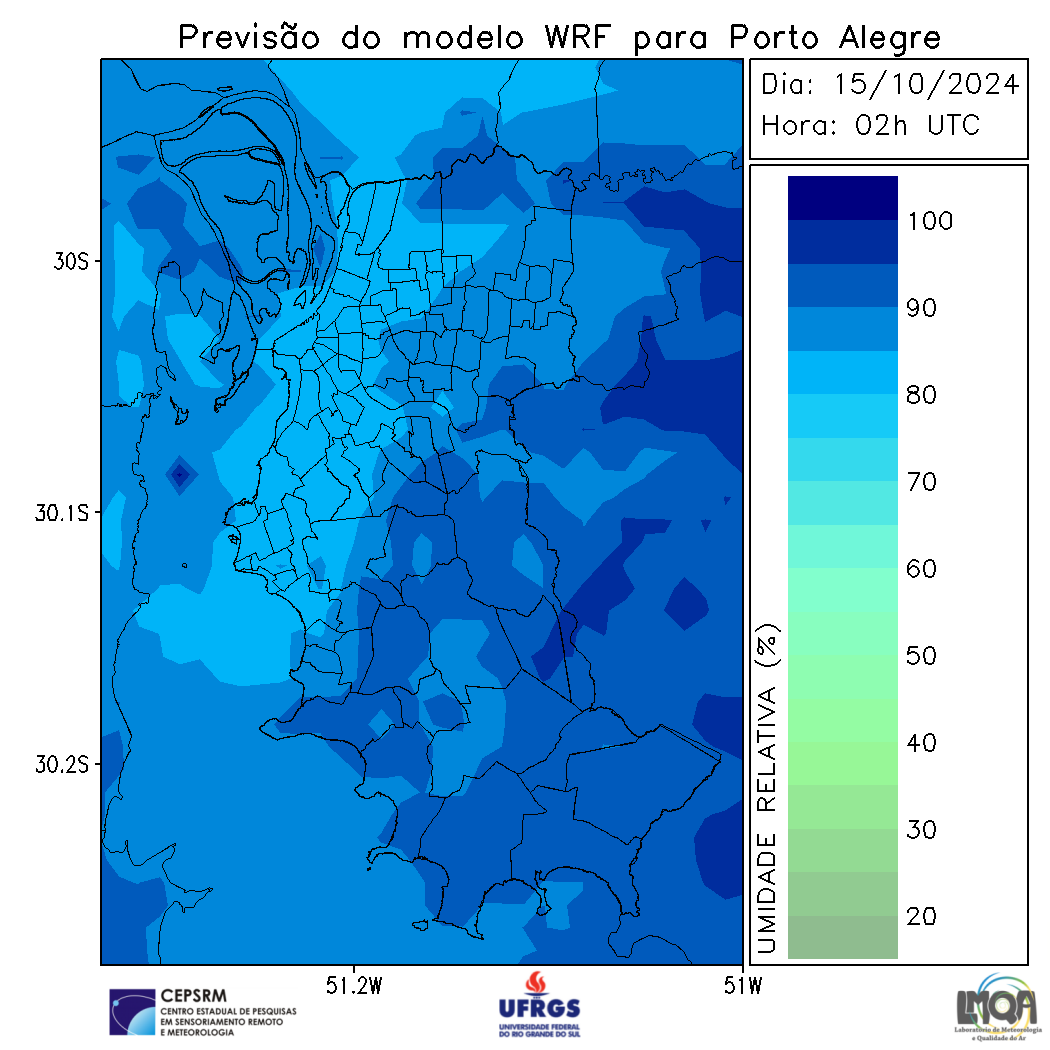 Previsão do modelo WRF para Porto Alegre
Dia: 15/10/2024
Hora: 02h UTC
30S
30.1S
30.2S
51.2W
51W
UMIDADE RELATIVA (%)
100
90
80
70
60
50
40
30
20
CEPSRM
CENTRO ESTADUAL DE PESQUISAS
EM SENSORIAMENTO REMOTO
E METEOROLOGIA
UFRGS
UNIVERSIDADE FEDERAL
DO RIO GRANDE DO SUL
LMQA
Laboratório de Meteorologia
e Qualidade do Ar